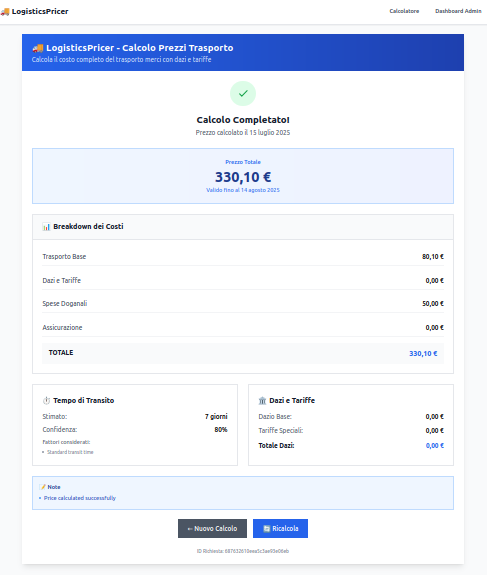 🚚 LogisticsPricer
Calcolatore Dashboard Admin
🚚 LogisticsPricer - Calcolo Prezzi Trasporto
Calcola il costo completo del trasporto merci con dazi e tariffe
Calcolo Completato!
Prezzo calcolato il 15 luglio 2025
Prezzo Totale
330,10 €
Valido fino al 14 agosto 2025
📊 Breakdown dei Costi
Trasporto Base 80,10 €
Dazi e Tariffe 0,00 €
Spese Doganali 50,00 €
Assicurazione 0,00 €
TOTALE 330,10 €
⏱️ Tempo di Transito
Stimato: 7 giorni
Confidenza: 80%
Fattori considerati:
• Standard transit time
🏛️ Dazi e Tariffe
Dazio Base: 0,00 €
Tariffe Speciali: 0,00 €
Totale Dazi: 0,00 €
📝 Note
• Price calculated successfully
← Nuovo Calcolo
🔄 Ricalcola
ID Richiesta: